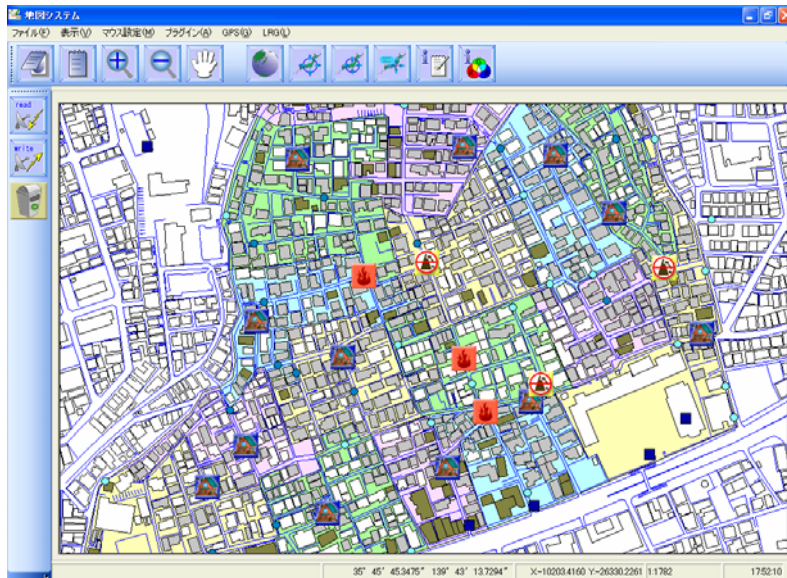 地図システム
ファイル(F) 表示(V) マウス設定(M) プラグイン(A) GPS(G) LRG(L)
read
write
35° 45′ 45.3475″ 139° 43′ 13.7294″ X-10203.4160 Y-26330.2261 1:1782 17:52:10